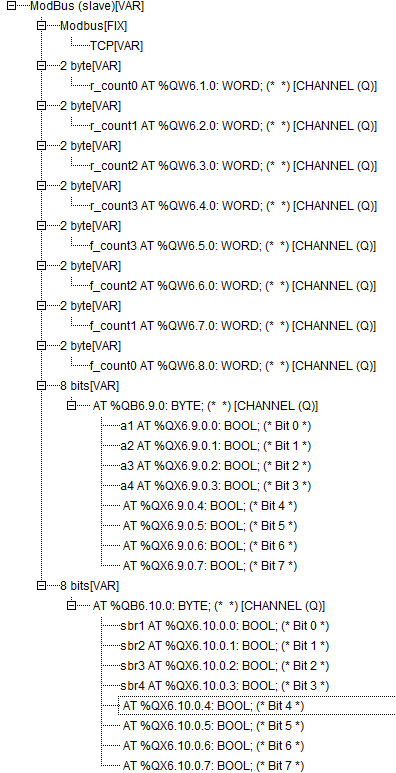 ModBus (slave)[VAR]
Modbus[FIX]
TCP[VAR]
2 byte[VAR]
r_count0 AT %QW6.1.0: WORD; (* *) [CHANNEL (Q)]
2 byte[VAR]
r_count1 AT %QW6.2.0: WORD; (* *) [CHANNEL (Q)]
2 byte[VAR]
r_count2 AT %QW6.3.0: WORD; (* *) [CHANNEL (Q)]
2 byte[VAR]
r_count3 AT %QW6.4.0: WORD; (* *) [CHANNEL (Q)]
2 byte[VAR]
f_count3 AT %QW6.5.0: WORD; (* *) [CHANNEL (Q)]
2 byte[VAR]
f_count2 AT %QW6.6.0: WORD; (* *) [CHANNEL (Q)]
2 byte[VAR]
f_count1 AT %QW6.7.0: WORD; (* *) [CHANNEL (Q)]
2 byte[VAR]
f_count0 AT %QW6.8.0: WORD; (* *) [CHANNEL (Q)]
8 bits[VAR]
AT %QB6.9.0: BYTE; (* *) [CHANNEL (Q)]
a1 AT %QX6.9.0.0: BOOL; (* Bit 0 *)
a2 AT %QX6.9.0.1: BOOL; (* Bit 1 *)
a3 AT %QX6.9.0.2: BOOL; (* Bit 2 *)
a4 AT %QX6.9.0.3: BOOL; (* Bit 3 *)
AT %QX6.9.0.4: BOOL; (* Bit 4 *)
AT %QX6.9.0.5: BOOL; (* Bit 5 *)
AT %QX6.9.0.6: BOOL; (* Bit 6 *)
AT %QX6.9.0.7: BOOL; (* Bit 7 *)
8 bits[VAR]
AT %QB6.10.0: BYTE; (* *) [CHANNEL (Q)]
sbr1 AT %QX6.10.0.0: BOOL; (* Bit 0 *)
sbr2 AT %QX6.10.0.1: BOOL; (* Bit 1 *)
sbr3 AT %QX6.10.0.2: BOOL; (* Bit 2 *)
sbr4 AT %QX6.10.0.3: BOOL; (* Bit 3 *)
AT %QX6.10.0.4: BOOL; (* Bit 4 *)
AT %QX6.10.0.5: BOOL; (* Bit 5 *)
AT %QX6.10.0.6: BOOL; (* Bit 6 *)
AT %QX6.10.0.7: BOOL; (* Bit 7 *)